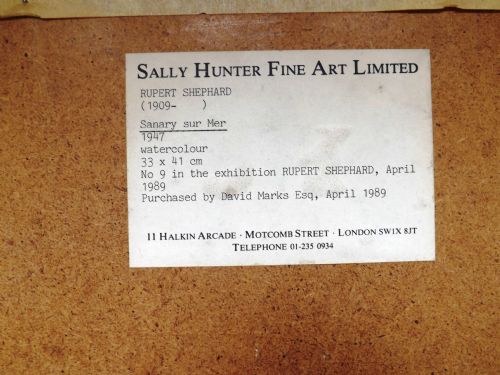 SALLY HUNTER FINE ART LIMITED
RUPERT SHEPHARD
(1909-    )
Sanary sur Mer
1947
watercolour
33 x 41 cm
No 9 in the exhibition RUPERT SHEPHARD, April
1989
Purchased by David Marks Esq, April 1989
11 HALKIN ARCADE · MOTCOMB STREET · LONDON SW1X 8JT
TELEPHONE 01-235 0934